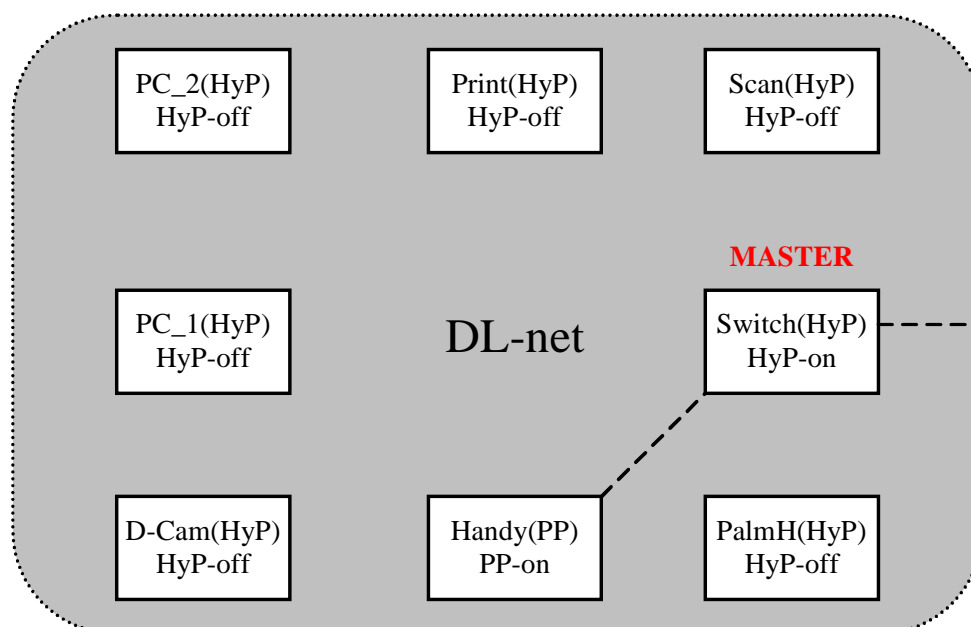 PC_2(HyP)
HyP-off
Print(HyP)
HyP-off
Scan(HyP)
HyP-off
MASTER
PC_1(HyP)
HyP-off
DL-net
Switch(HyP)
HyP-on
D-Cam(HyP)
HyP-off
Handy(PP)
PP-on
PalmH(HyP)
HyP-off